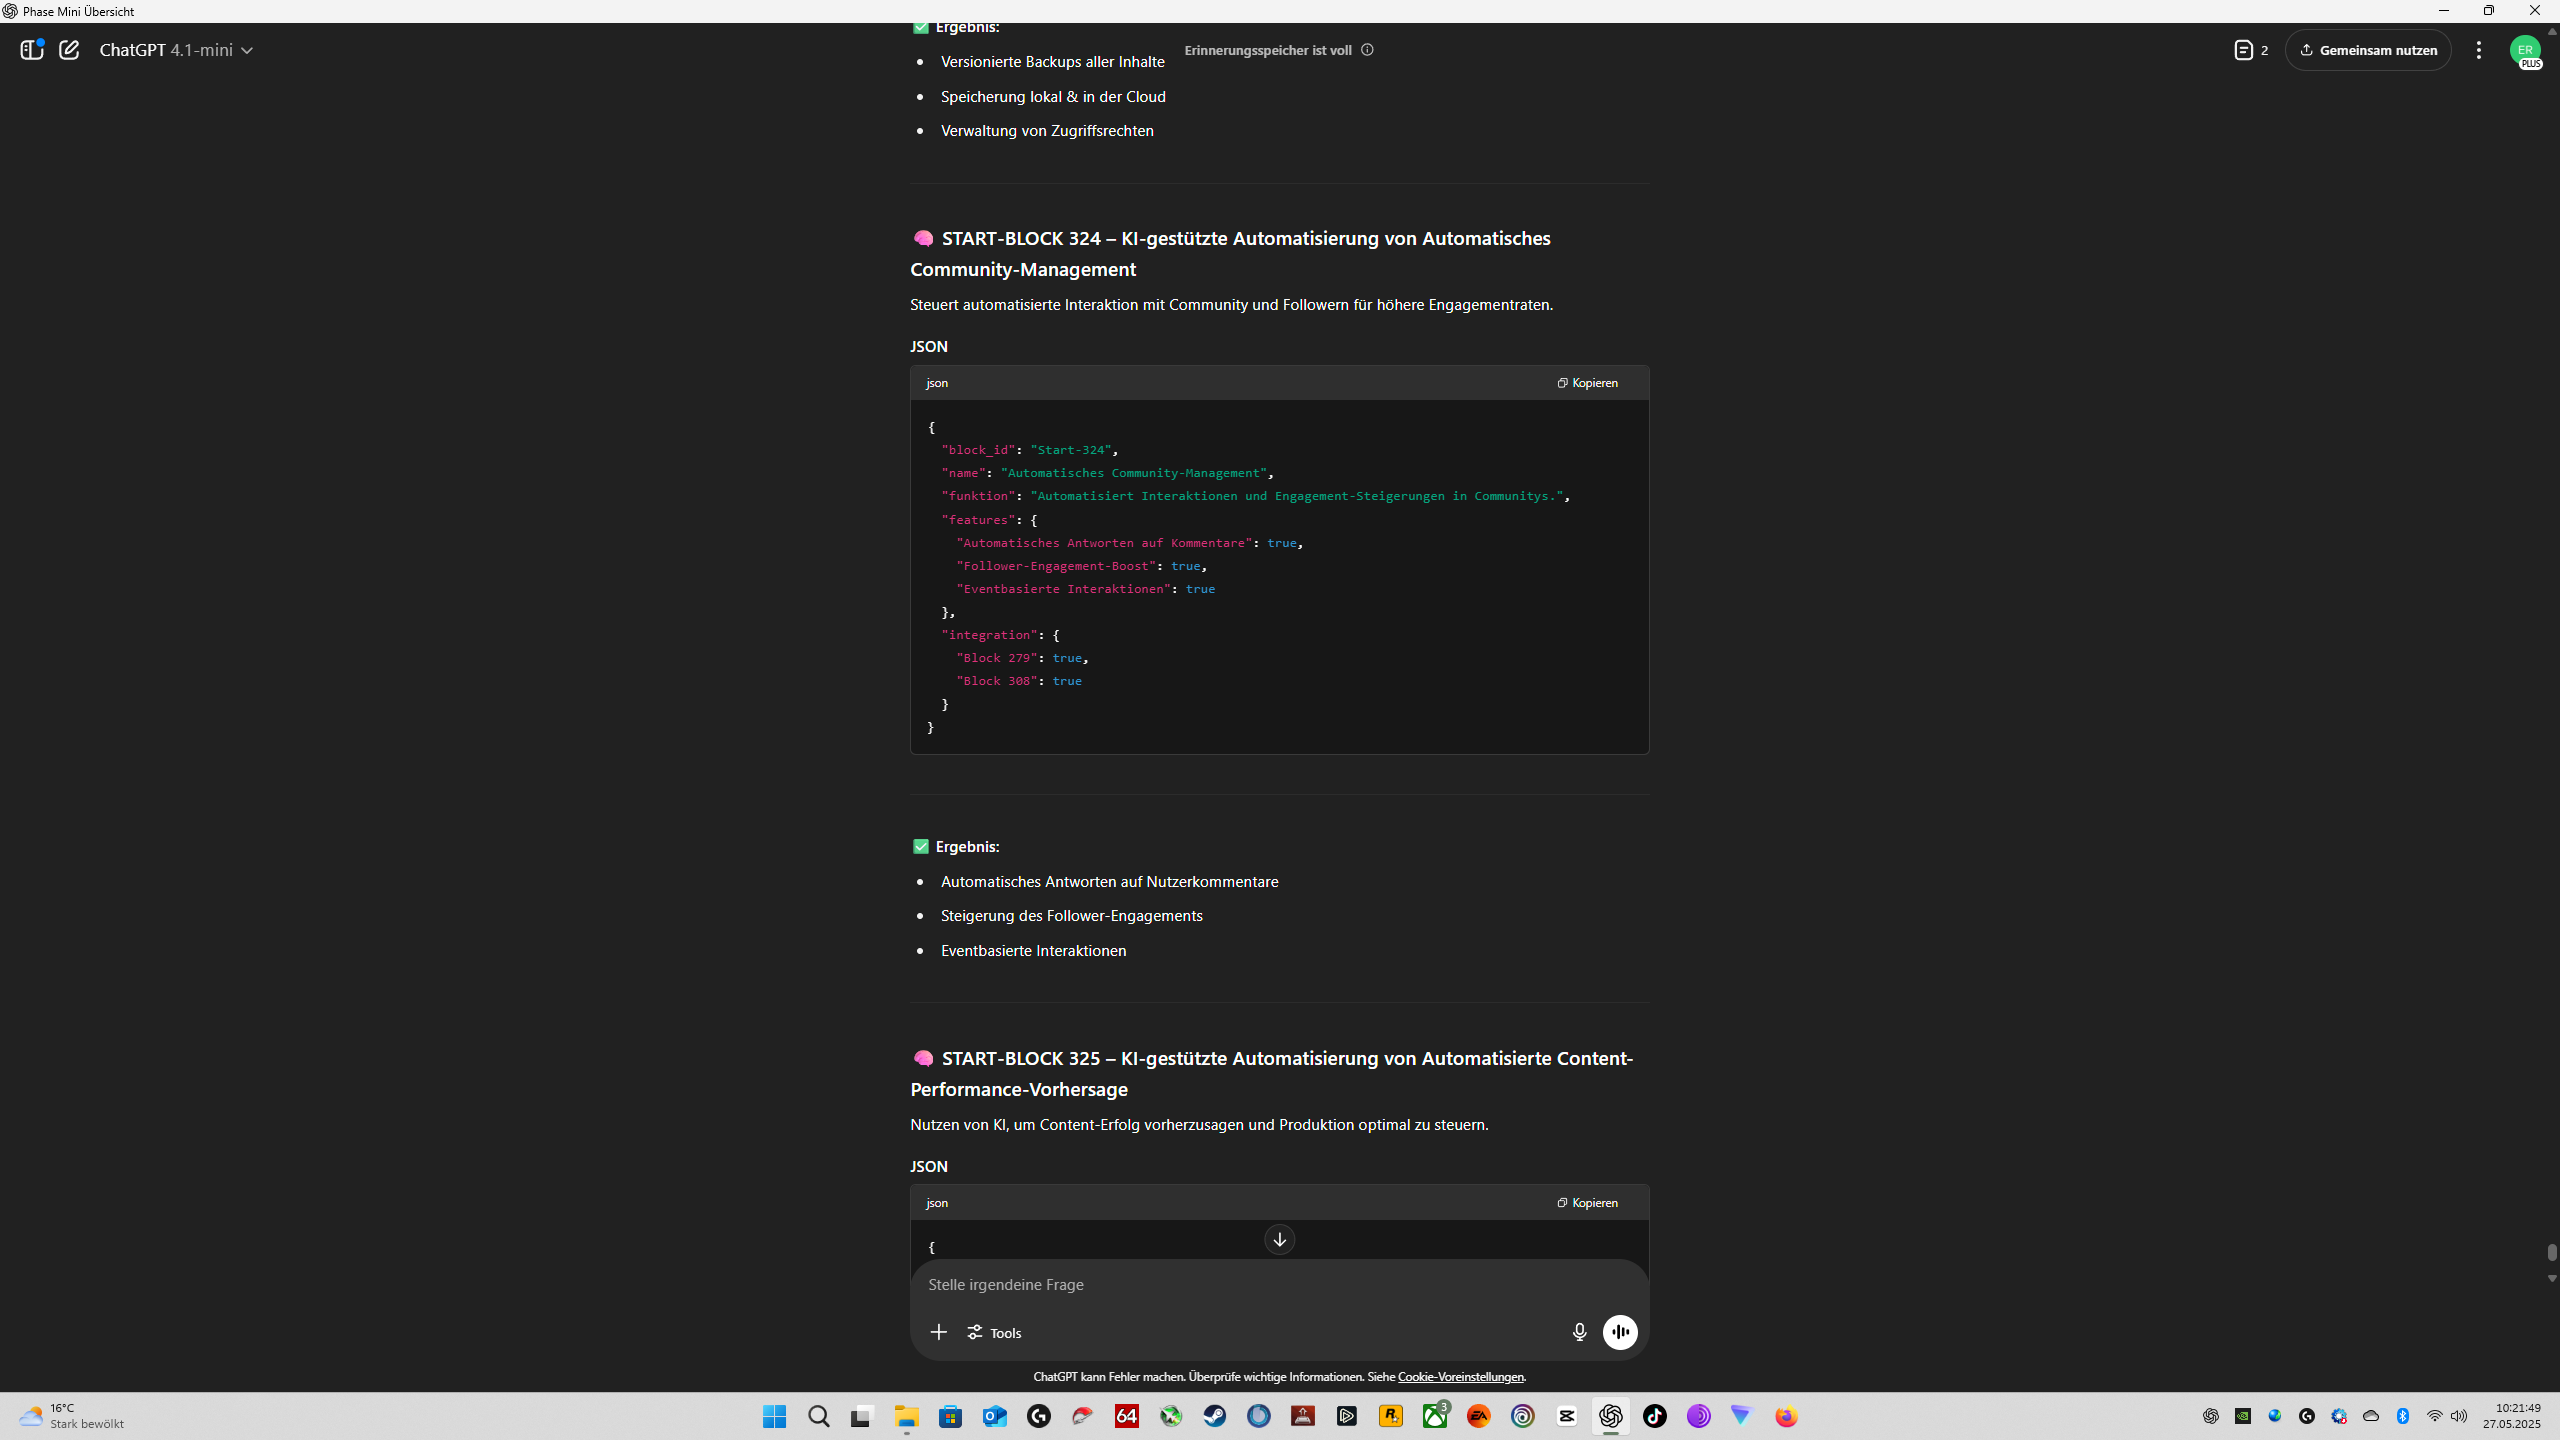 Phase Mini Übersicht
ChatGPT 4.1-mini
Erinnerungsspeicher ist voll
2
Gemeinsam nutzen
ER
PLUS
Ergebnis:
Versionierte Backups aller Inhalte
Speicherung lokal & in der Cloud
Verwaltung von Zugriffsrechten
START-BLOCK 324 – KI-gestützte Automatisierung von Automatisches
Community-Management
Steuert automatisierte Interaktion mit Community und Followern für höhere Engagementraten.
JSON
json
Kopieren
{
"block_id": "Start-324",
"name": "Automatisches Community-Management",
"funktion": "Automatisiert Interaktionen und Engagement-Steigerungen in Communitys.",
"features": {
"Automatisches Antworten auf Kommentare": true,
"Follower-Engagement-Boost": true,
"Eventbasierte Interaktionen": true
},
"integration": {
"Block 279": true,
"Block 308": true
}
}
Ergebnis:
Automatisches Antworten auf Nutzerkommentare
Steigerung des Follower-Engagements
Eventbasierte Interaktionen
START-BLOCK 325 – KI-gestützte Automatisierung von Automatisierte Content-
Performance-Vorhersage
Nutzen von KI, um Content-Erfolg vorherzusagen und Produktion optimal zu steuern.
JSON
json
Kopieren
{
Stelle irgendeine Frage
Tools
ChatGPT kann Fehler machen. Überprüfe wichtige Informationen. Siehe Cookie-Voreinstellungen.
16°C
Stark bewölkt
64
3
EA
10:21:49
27.05.2025